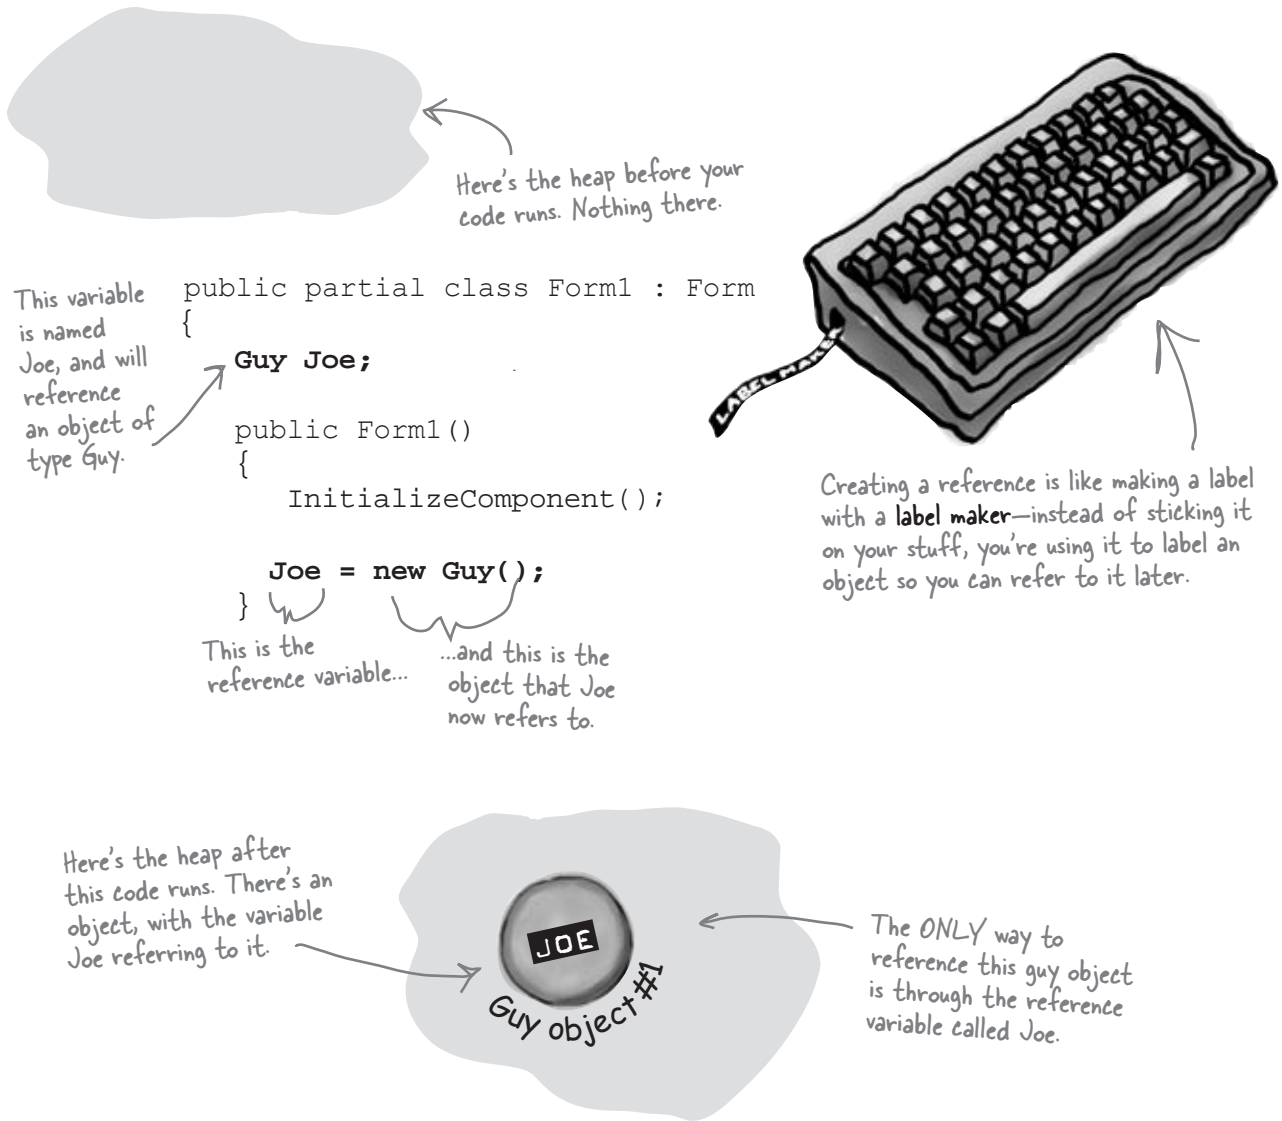 Here's the heap before your
code runs. Nothing there.
This variable
is named
Joe, and will
reference
an object of
type Guy.
public partial class Form1 : Form
{
Guy Joe;
public Form1()
{
InitializeComponent();
Joe = new Guy();
}
This is the
reference variable...
...and this is the
object that Joe
now refers to.
LABEL MAKER
Creating a reference is like making a label
with a label maker—instead of sticking it
on your stuff, you're using it to label an
object so you can refer to it later.
Here's the heap after
this code runs. There's an
object, with the variable
Joe referring to it.
JOE
Guy object #1
The ONLY way to
reference this guy object
is through the reference
variable called Joe.